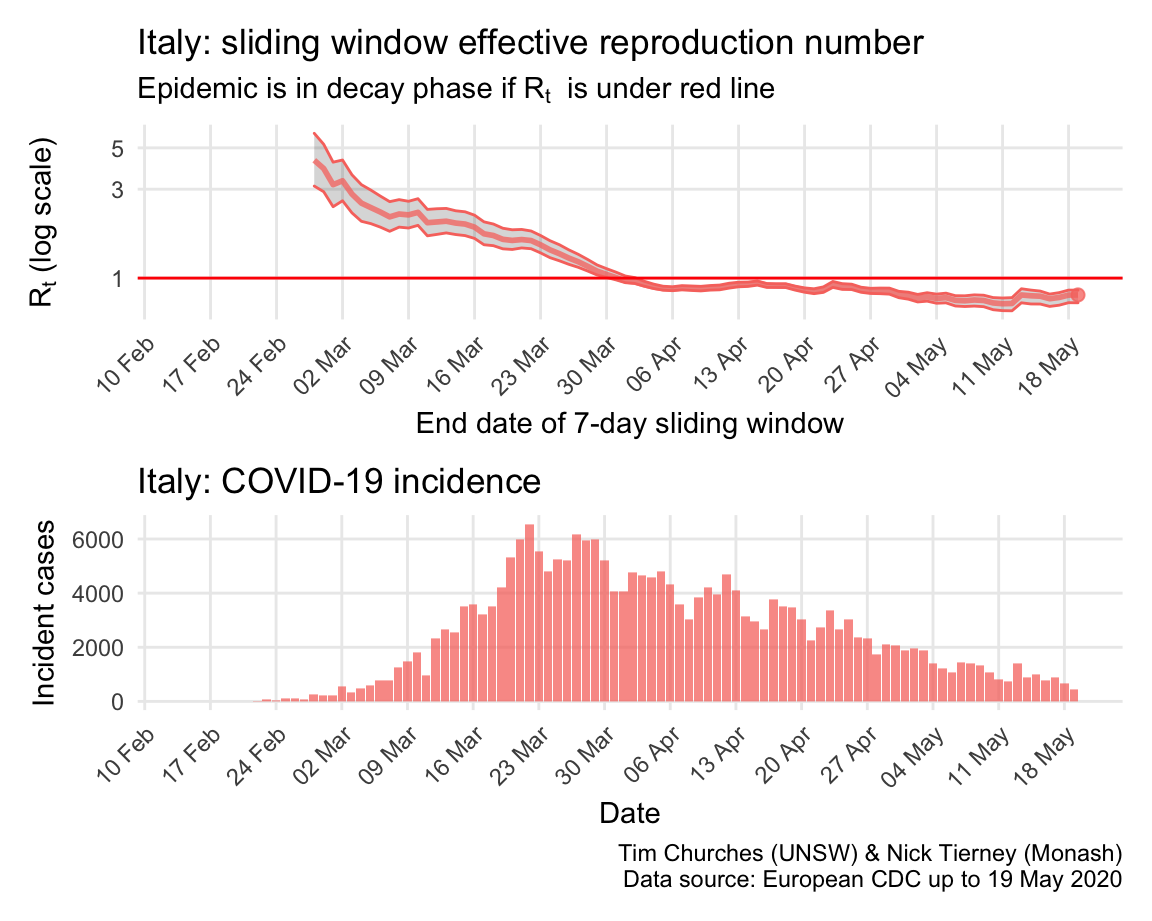 Italy: sliding window effective reproduction number
Epidemic is in decay phase if Rt is under red line
Rt (log scale)
5
3
1
10 Feb
17 Feb
24 Feb
02 Mar
09 Mar
16 Mar
23 Mar
30 Mar
06 Apr
13 Apr
20 Apr
27 Apr
04 May
11 May
18 May
End date of 7-day sliding window
Italy: COVID-19 incidence
Incident cases
6000
4000
2000
0
10 Feb
17 Feb
24 Feb
02 Mar
09 Mar
16 Mar
23 Mar
30 Mar
06 Apr
13 Apr
20 Apr
27 Apr
04 May
11 May
18 May
Date
Tim Churches (UNSW) & Nick Tierney (Monash)
Data source: European CDC up to 19 May 2020